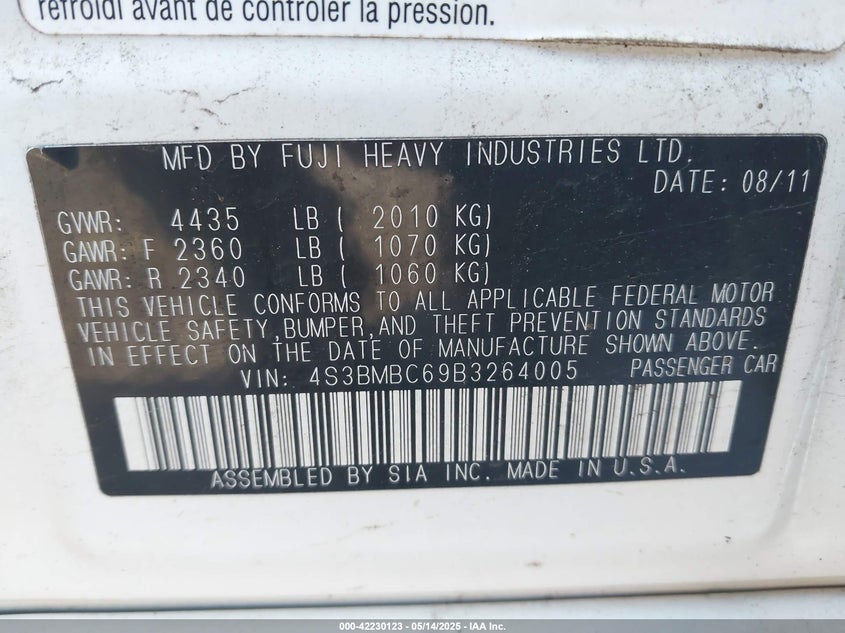 refroidi avant de contrôler la pression.
MFD BY FUJI HEAVY INDUSTRIES LTD.
DATE: 08/11
GVWR: 4435 LB ( 2010 KG)
GAWR: F 2360 LB ( 1070 KG)
GAWR: R 2340 LB ( 1060 KG)
THIS VEHICLE CONFORMS TO ALL APPLICABLE FEDERAL MOTOR
VEHICLE SAFETY,BUMPER,AND THEFT PREVENTION STANDARDS
IN EFFECT ON THE DATE OF MANUFACTURE SHOWN ABOVE.
VIN: 4S3BMBC69B3264005 PASSENGER CAR
ASSEMBLED BY SIA INC. MADE IN U.S.A.
000-42230123 - 05/14/2025 - IAA Inc.